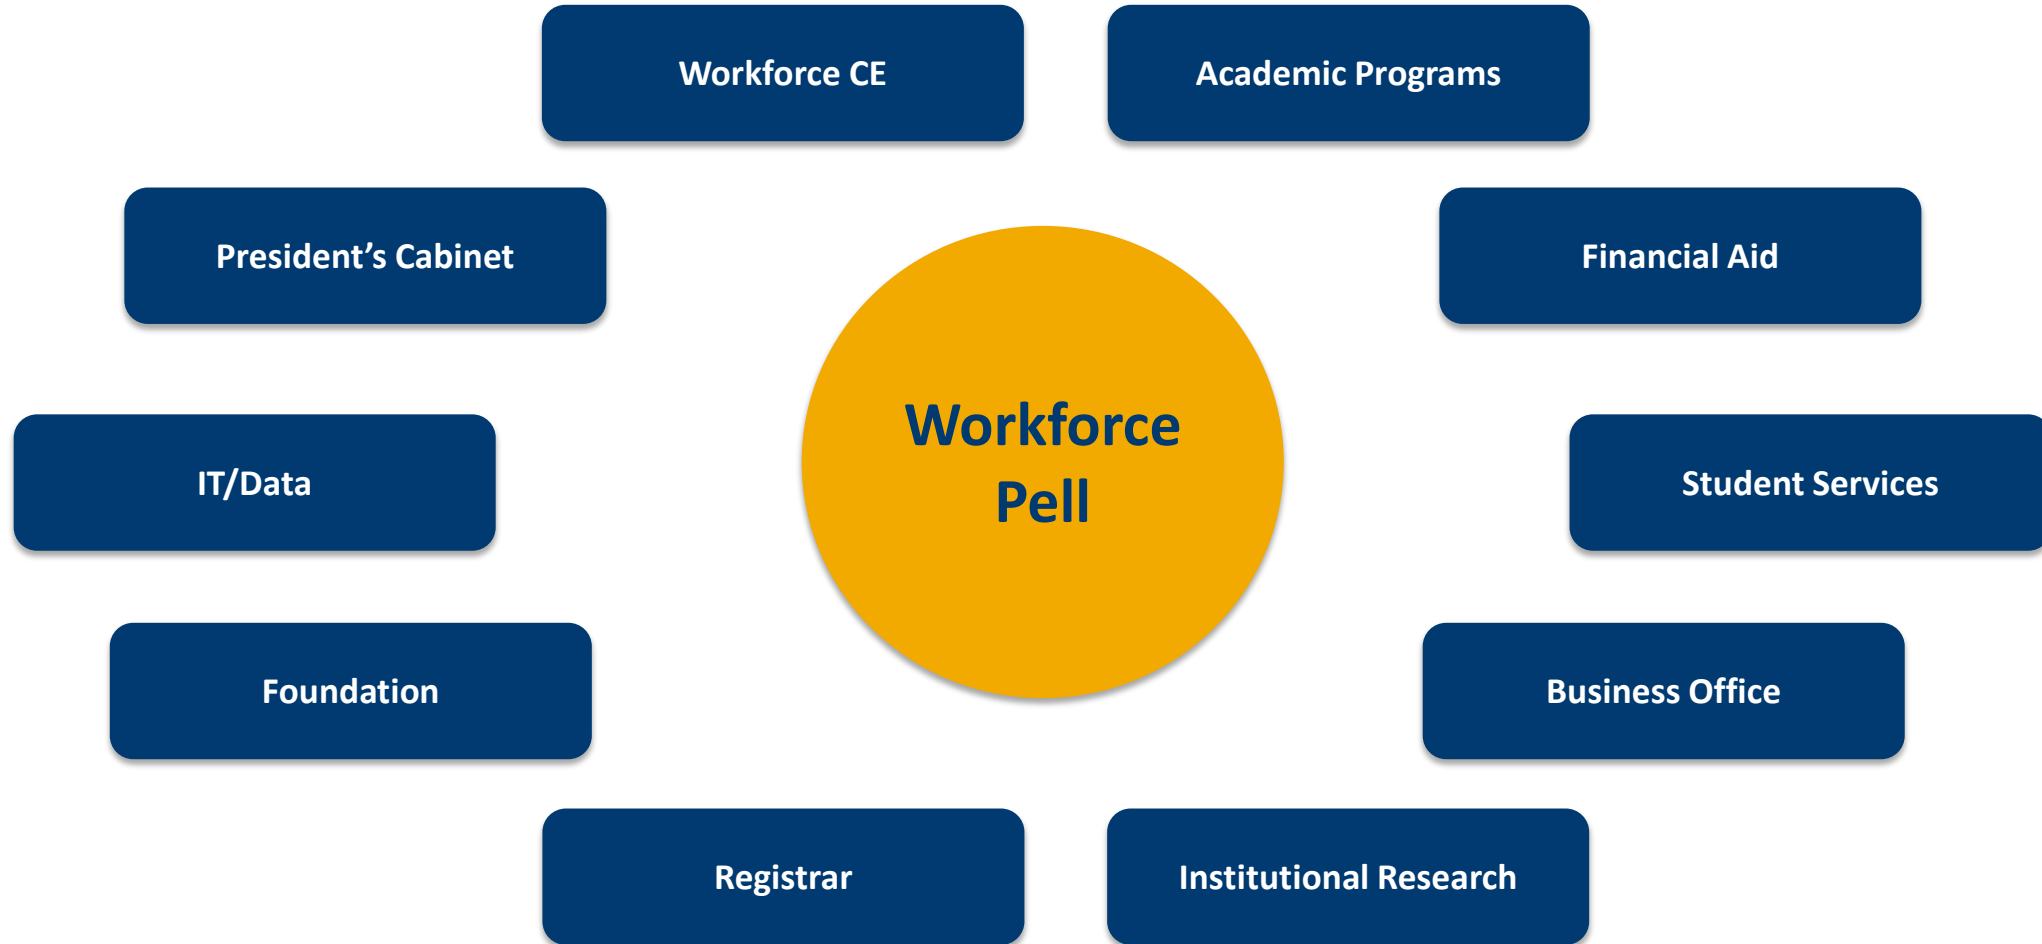 Workforce CE
Academic Programs
President’s Cabinet
Financial Aid
Workforce
Pell
IT/Data
Student Services
Foundation
Business Office
Registrar
Institutional Research